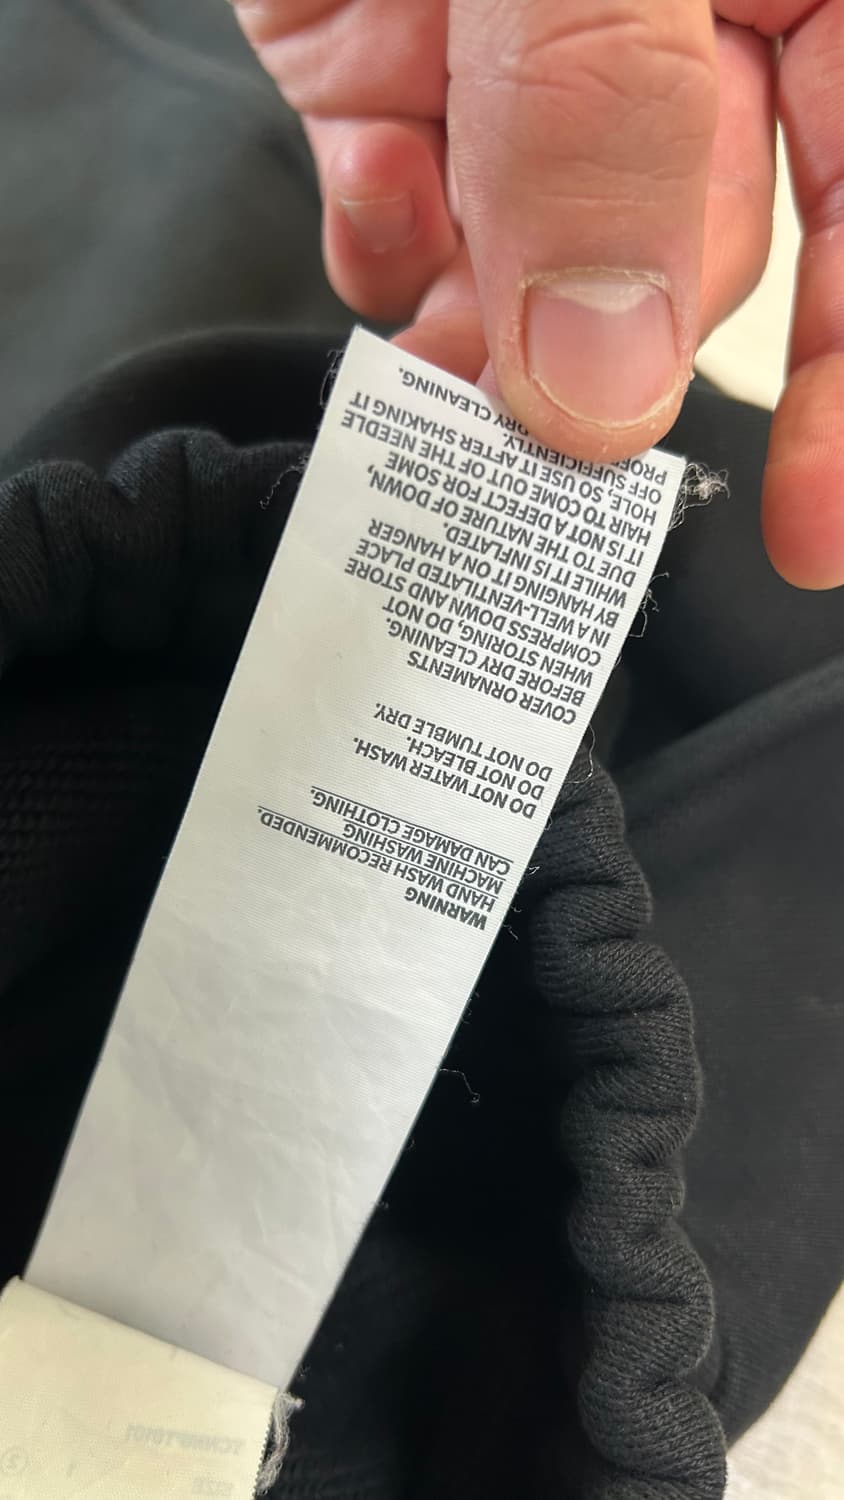 WARNING
HAND WASH RECOMMENDED.
MACHINE WASHING
CAN DAMAGE CLOTHING.
DO NOT WATER WASH.
DO NOT BLEACH.
DO NOT TUMBLE DRY.
COVER ORNAMENTS
BEFORE DRY CLEANING.
WHEN STORING, DO NOT
COMPRESS DOWN AND STORE
IN A WELL-VENTILATED PLACE
BY HANGING IT ON A HANGER
WHILE IT IS INFLATED.
DUE TO THE NATURE OF DOWN,
IT IS NOT A DEFECT FOR SOME
HAIR TO COME OUT OF THE NEEDLE
HOLE, SO USE IT AFTER SHAKING IT
OFF SUFFICIENTLY.
DRY CLEANING.
SIZE